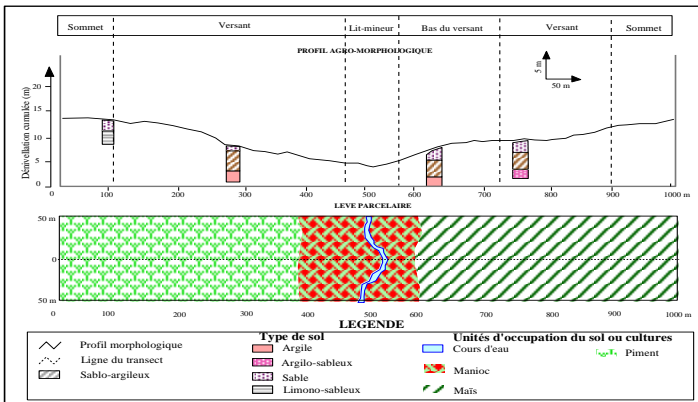 Sommet Versant Lit-mineur Bas du versant Versant Sommet
PROFIL AGRO-MORPHOLOGIQUE
Dénivellation cumulée (m)
20
15
10
5
0
5 m
50 m
0 100 200 300 400 500 600 700 800 900 1000 m
LEVE PARCELAIRE
50 m
0
50 m
0 100 200 300 400 500 600 700 800 900 1000 m
LEGENDE
Profil morphologique
Ligne du transect
Sablo-argileux
Type de sol
Argile
Argilo-sableux
Sable
Limono-sableux
Unités d'occupation du sol ou cultures
Cours d'eau
Manioc
Maïs
Piment